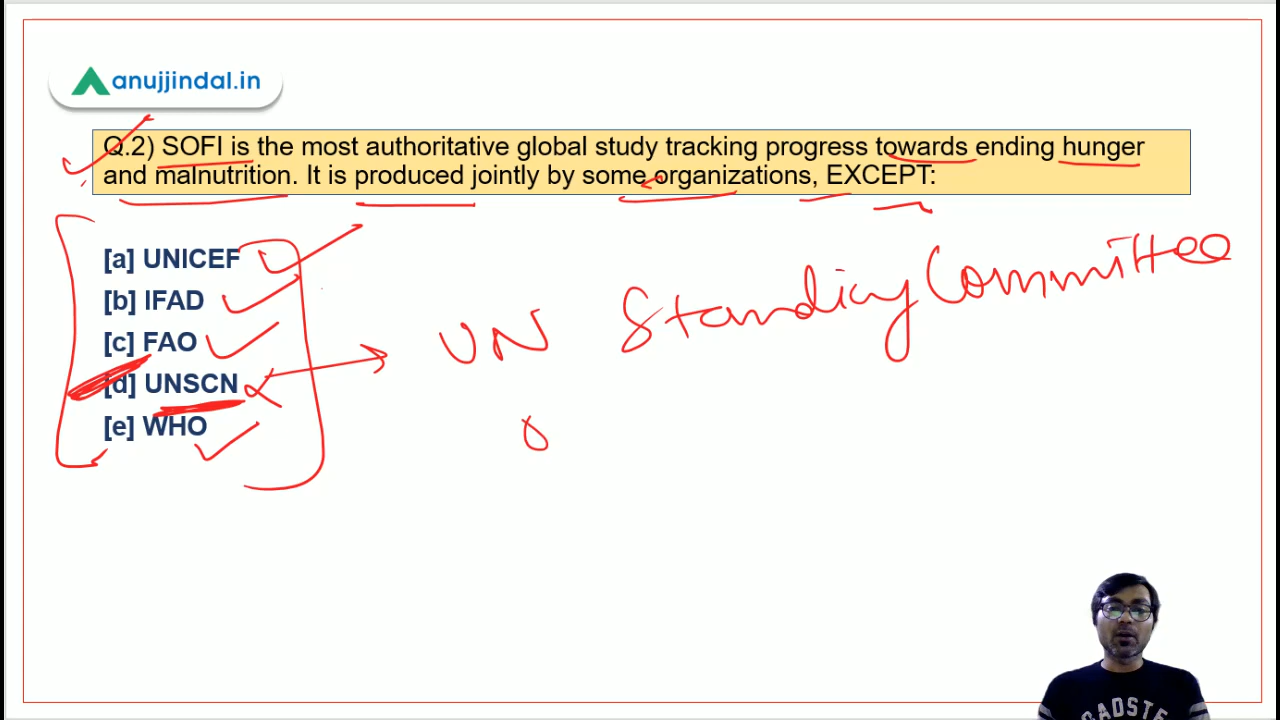 anujjindal.in
Q.2) SOFI is the most authoritative global study tracking progress towards ending hunger
and malnutrition. It is produced jointly by some organizations, EXCEPT:
[a] UNICEF
[b] IFAD
[c] FAO
[d] UNSCN
[e] WHO
UN Standing Committee